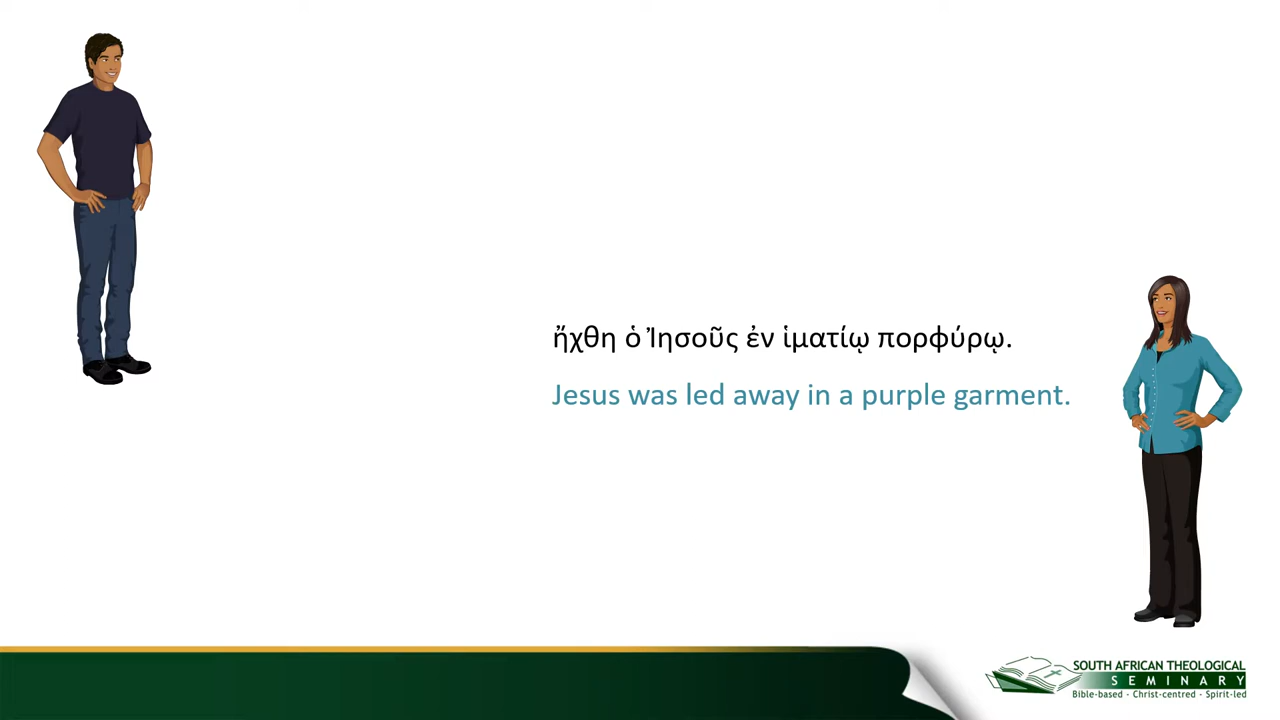 ἤχθη ὁ Ἰησοῦς ἐν ἱματίῳ πορφύρῳ.
Jesus was led away in a purple garment.
SOUTH AFRICAN THEOLOGICAL
SEMINARY
Bible-based · Christ-centred · Spirit-led